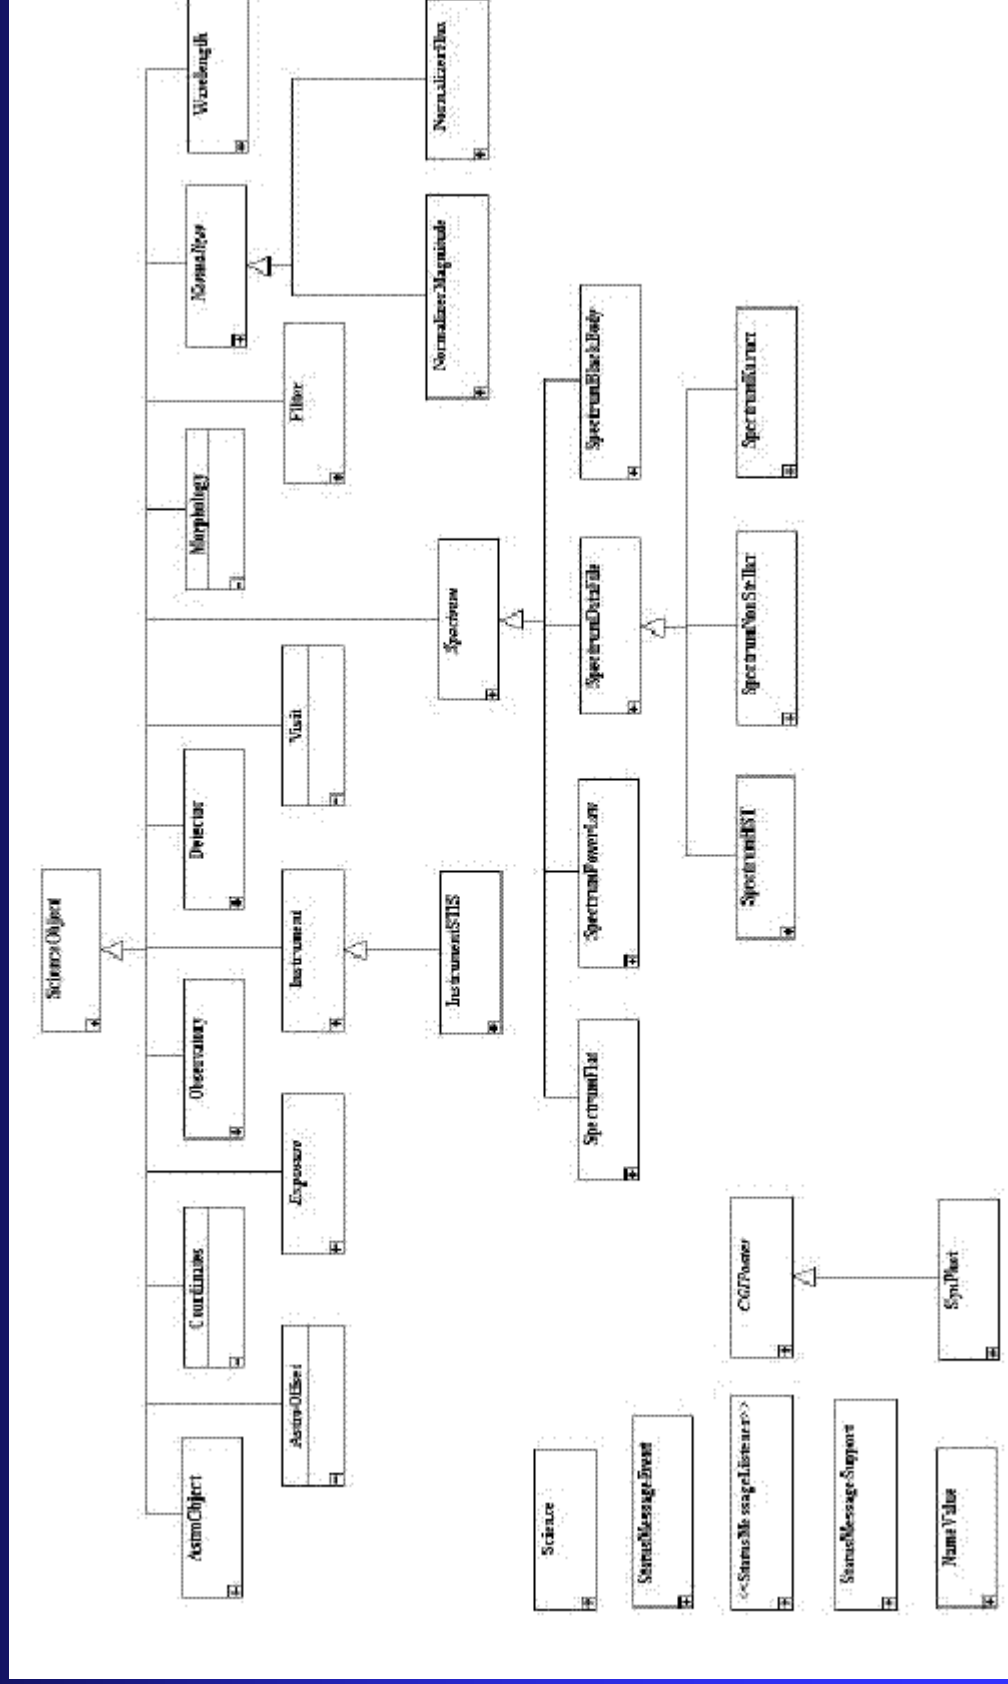 ScienceObject
AstroObject
Coordinates
Observatory
Detector
Morphology
Normalizer
Wavelength
AstroOffset
Exposure
Instrument
Visit
Filter
InstrumentSTIS
Spectrum
NormalizerMagnitude
NormalizerFlux
SpectrumFlat
SpectrumPowerLaw
SpectrumDataFile
SpectrumBlackBody
SpectrumHST
SpectrumNonStellar
SpectrumKurucz
Science
StatusMessageEvent
<<StatusMessageListener>>
StatusMessageSupport
NameValue
CGIPoster
SynPhot